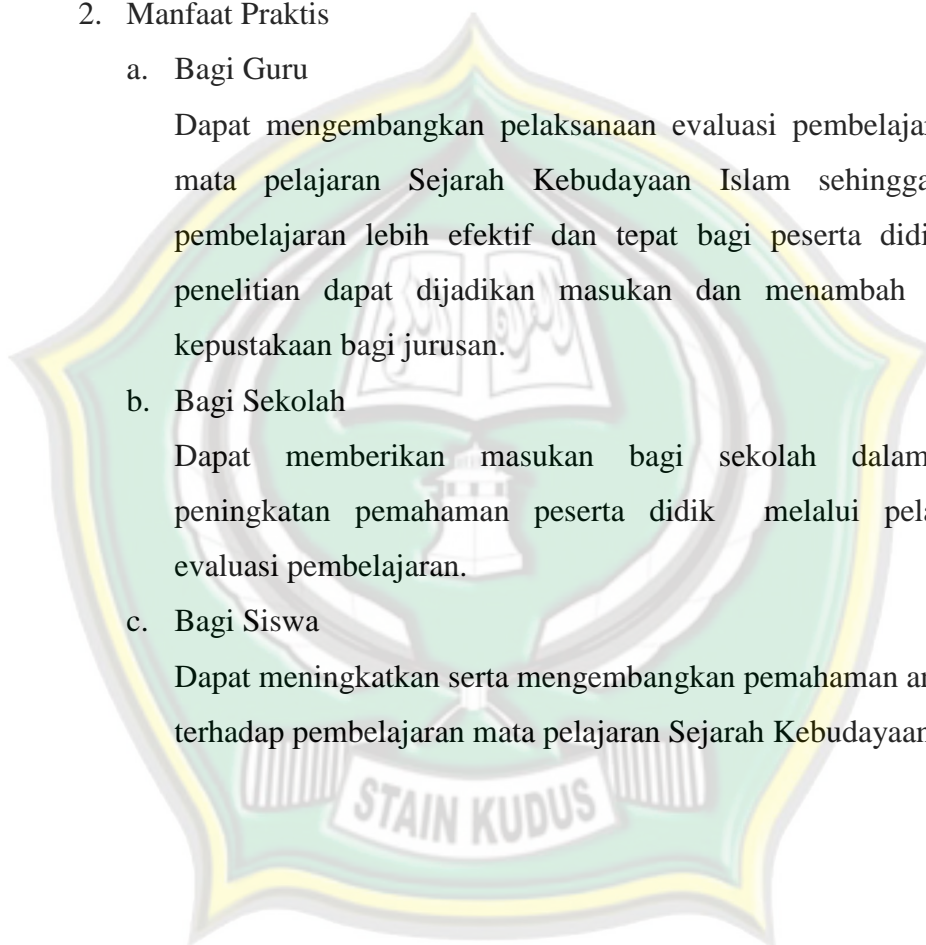 2. Manfaat Praktis
a. Bagi Guru
Dapat mengembangkan pelaksanaan evaluasi pembelajar
mata pelajaran Sejarah Kebudayaan Islam sehingga
pembelajaran lebih efektif dan tepat bagi peserta didi
penelitian dapat dijadikan masukan dan menambah
kepustakaan bagi jurusan.
b. Bagi Sekolah
Dapat memberikan masukan bagi sekolah dalam
peningkatan pemahaman peserta didik melalui pela
evaluasi pembelajaran.
c. Bagi Siswa
Dapat meningkatkan serta mengembangkan pemahaman an
terhadap pembelajaran mata pelajaran Sejarah Kebudayaan
STAIN KUDUS